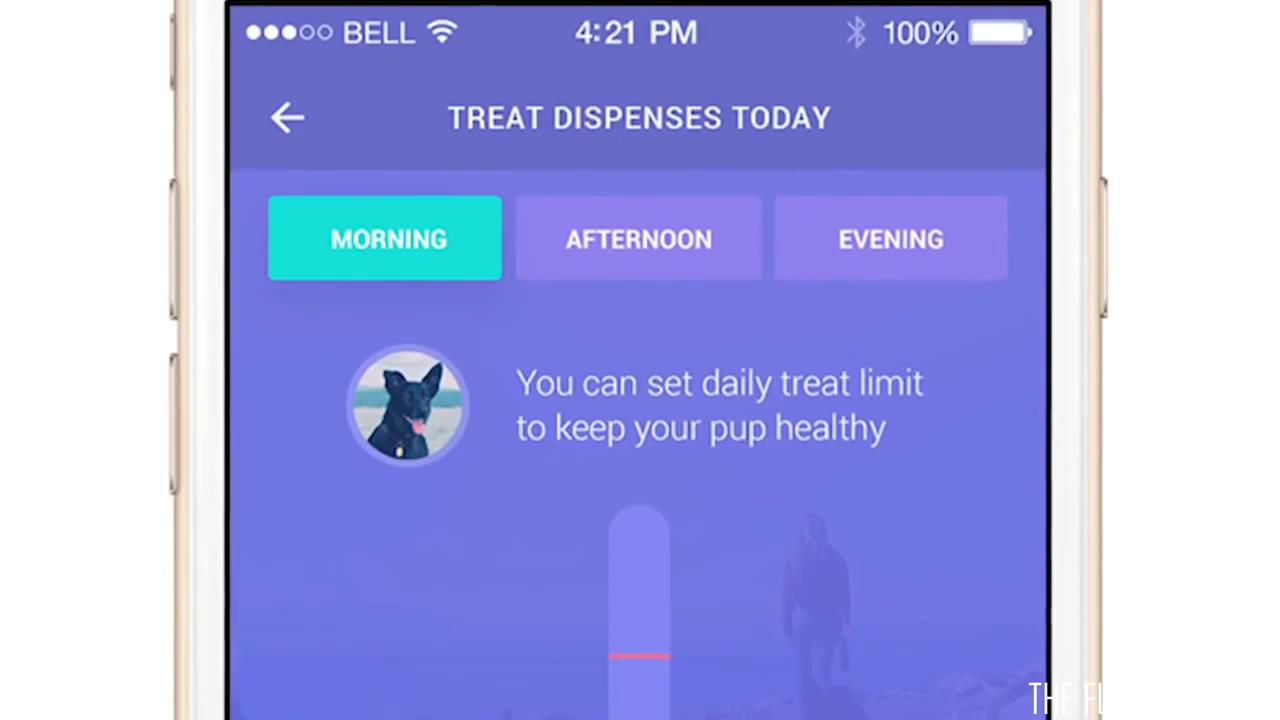 BELL 4:21 PM 100%
TREAT DISPENSES TODAY
MORNING AFTERNOON EVENING
You can set daily treat limit
to keep your pup healthy
THE